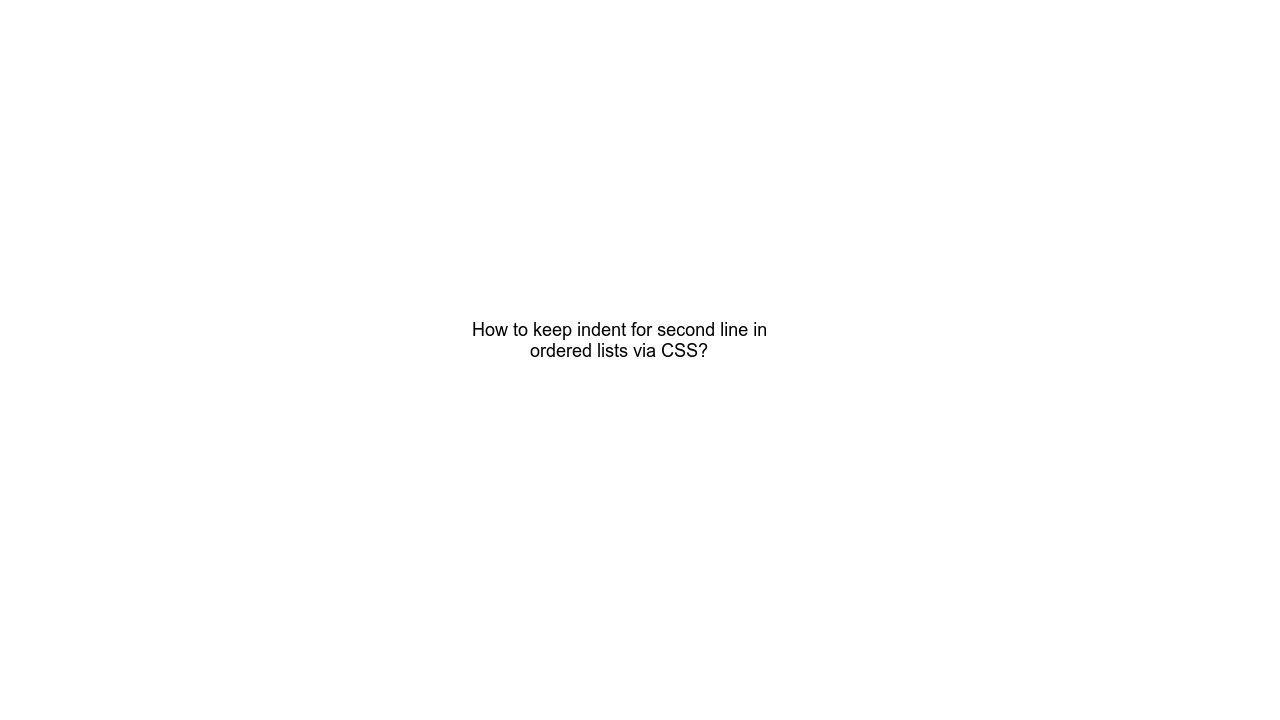 How to keep indent for second line in
ordered lists via CSS?